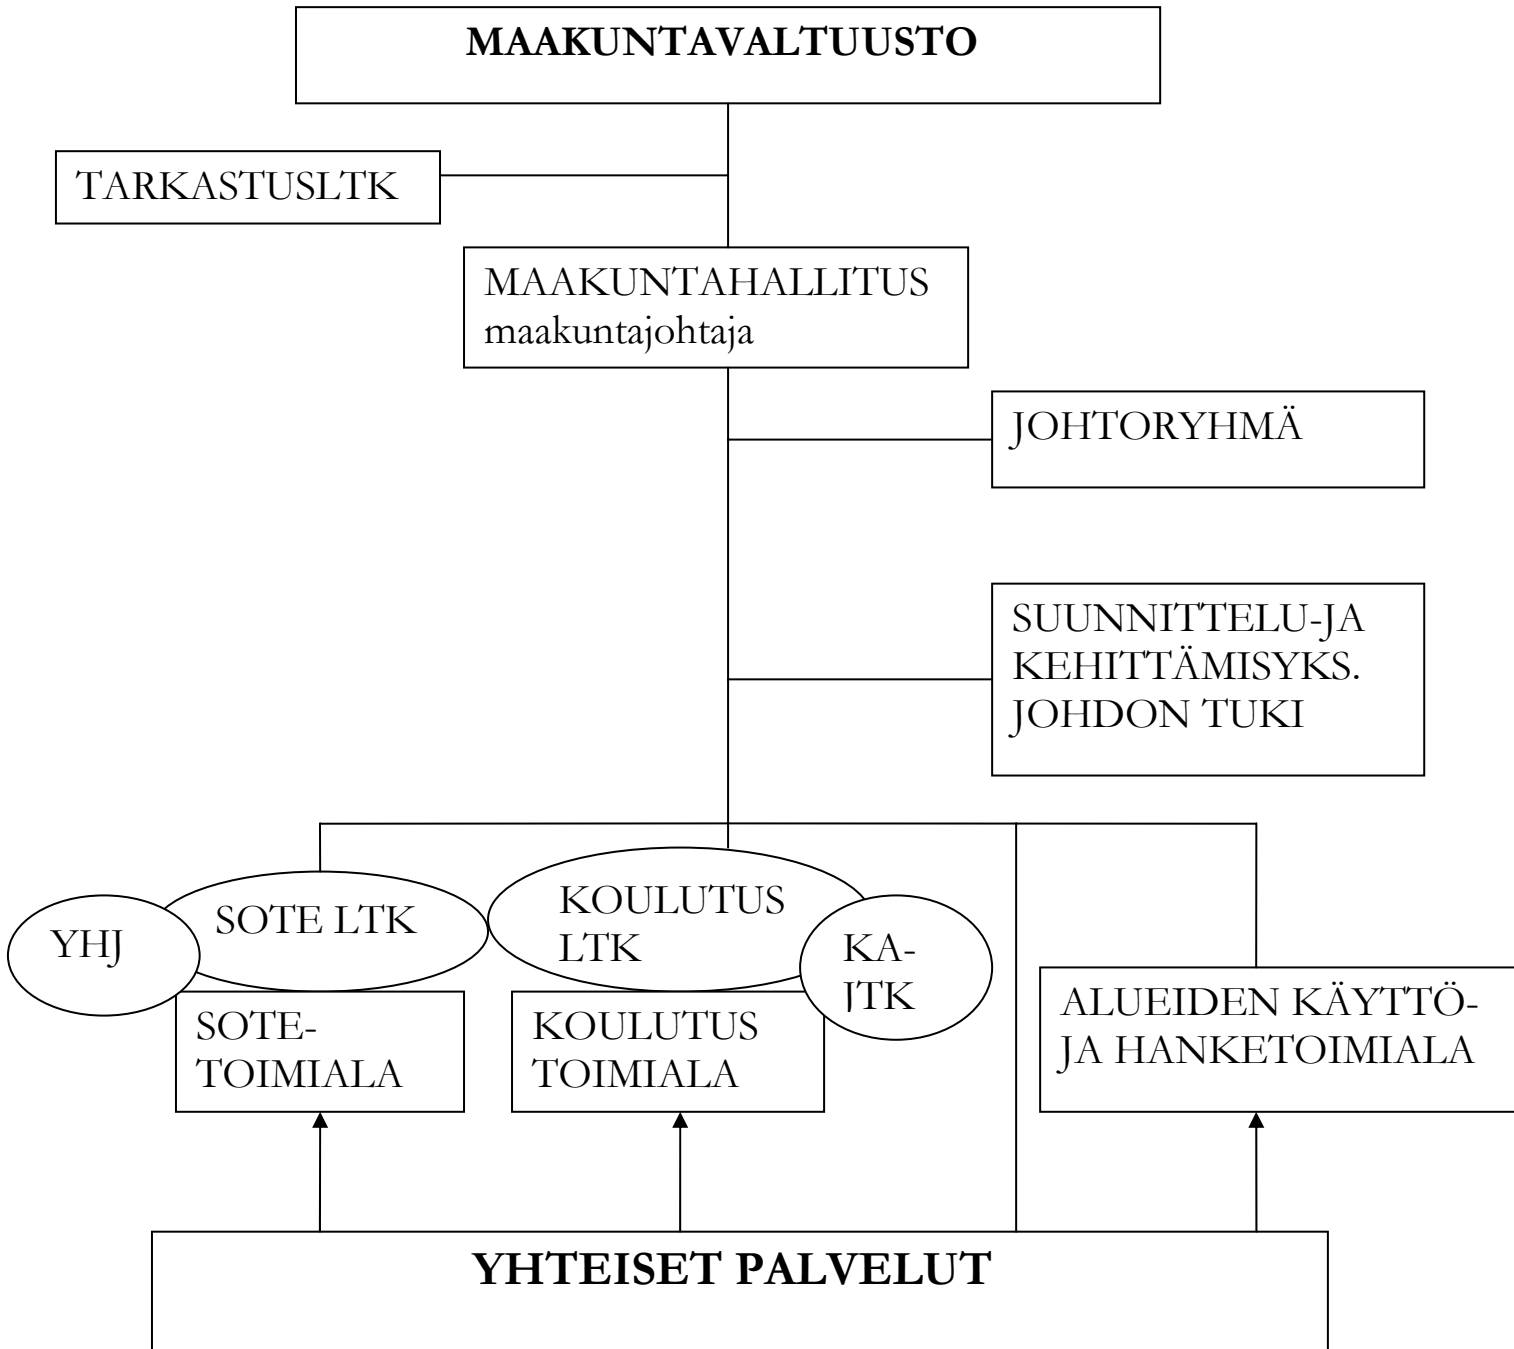 MAAKUNTAVALTUUSTO
TARKASTUSLTK
MAAKUNTAHALLITUS
maakuntajohtaja
JOHTORYHMÄ
SUUNNITTELU-JA
KEHITTÄMISYKS.
JOHDON TUKI
YHJ
SOTE LTK
KOULUTUS
LTK
KA-
JTK
SOTE-
TOIMIALA
KOULUTUS
TOIMIALA
ALUEIDEN KÄYTTÖ-
JA HANKETOIMIALA
YHTEISET PALVELUT